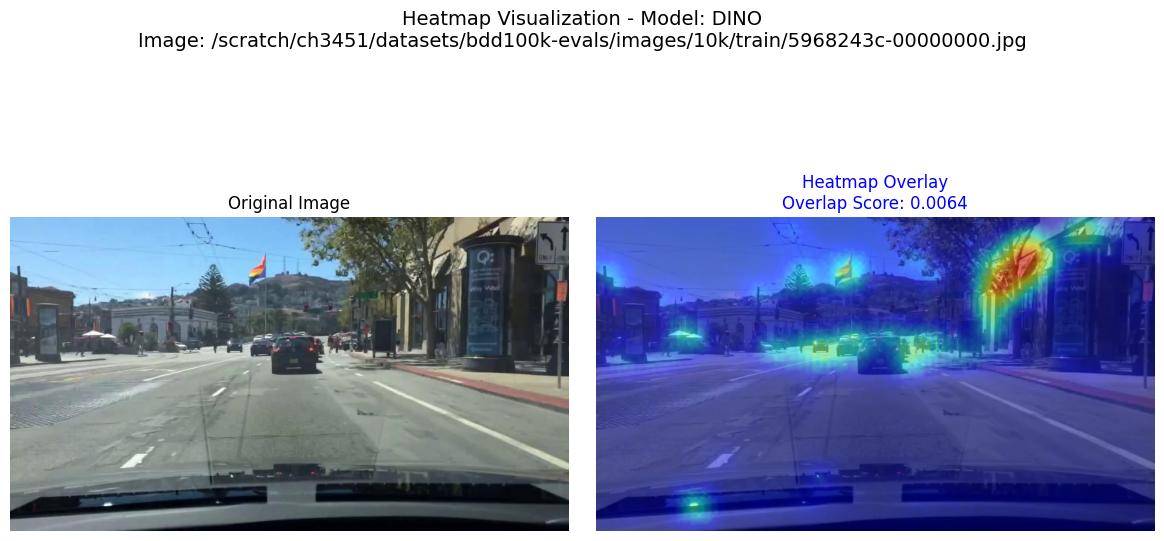 Heatmap Visualization - Model: DINO
Image: /scratch/ch3451/datasets/bdd100k-evals/images/10k/train/5968243c-00000000.jpg
Original Image
Heatmap Overlay
Overlap Score: 0.0064
Q:
ONLY
Q: